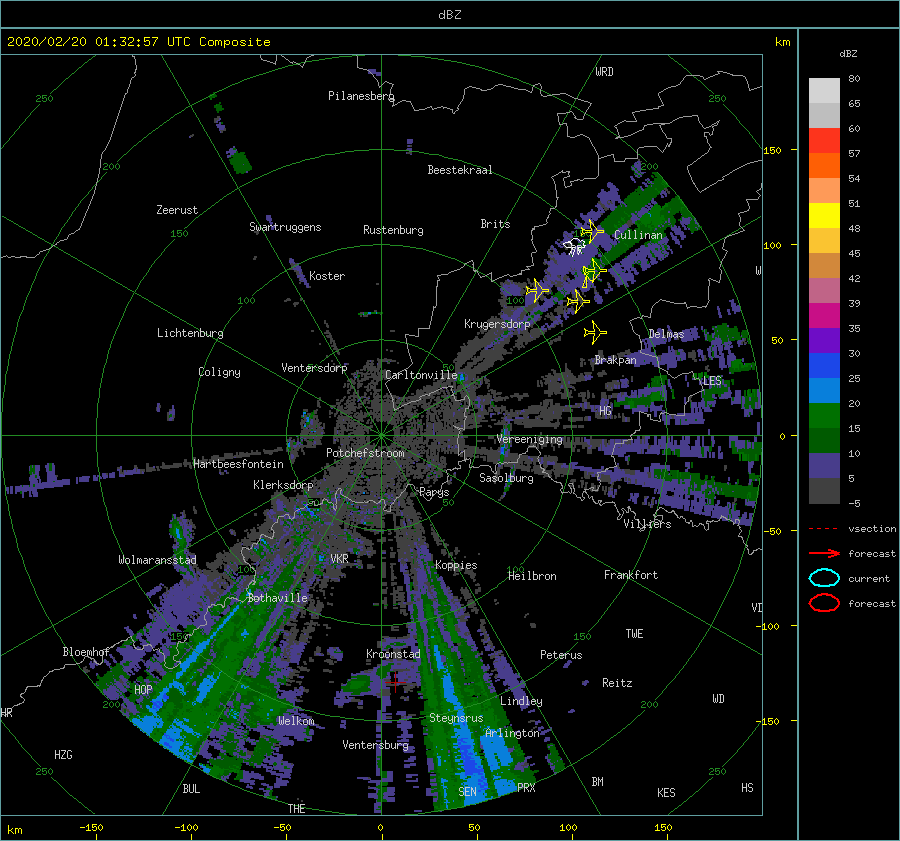 dBZ
2020/02/20 01:32:57 UTC Composite
km
dBZ
80
65
60
57
54
51
48
45
42
39
35
30
25
20
15
10
5
-5
vsection
forecast
current
forecast
150
100
50
0
-50
-100
-150
km
-150
-100
-50
0
50
100
150
WRD
Pilanesberg
250
250
200
200
Beestekraal
Zeerust
Swartruggens
Rustenburg
Brits
Cullinan
150
Koster
100
100
Krugersdorp
Lichtenburg
Delmas
Brakpan
Coligny
Ventersdorp
Carltonville
LES
HG
Vereeniging
Potchefstroom
Hartbeesfontein
Klerksdorp
Parys
Sasolburg
50
50
Villiers
VKR
Wolmaransstad
Koppies
Heilbron
Frankfort
100
100
Bothaville
150
150
TWE
Bloemhof
Kroonstad
Peterus
Reitz
HOP
WD
200
200
Lindley
HR
Welkom
Steynsrus
Arlington
Ventersburg
HZG
250
250
BUL
SEN
PRX
BM
KES
HS
THE